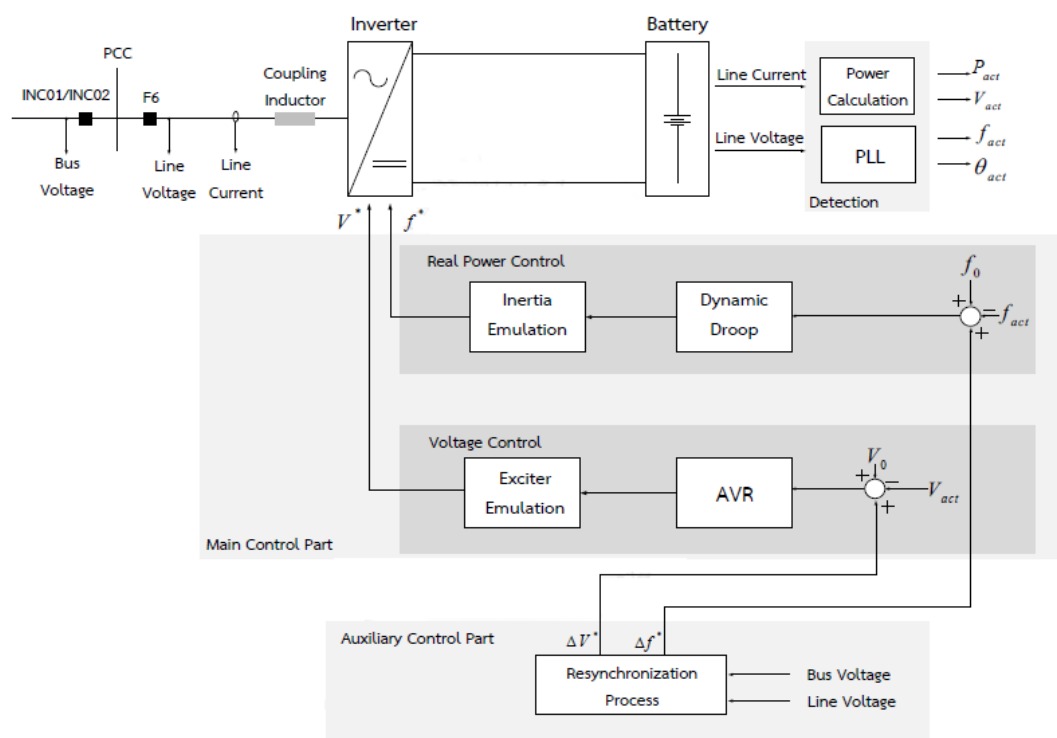 Inverter
Battery
PCC
Coupling
Inductor
INC01/INC02
F6
Bus
Voltage
Line
Voltage
Line
Current
Line Current
Line Voltage
Power
Calculation
PLL
Detection
P_act
V_act
f_act
θ_act
V*
f*
Real Power Control
Inertia
Emulation
Dynamic
Droop
f_0
+
=
f_act
+
Voltage Control
Exciter
Emulation
AVR
V_0
+
−
V_act
+
Main Control Part
Auxiliary Control Part
ΔV*
Δf*
Resynchronization
Process
Bus Voltage
Line Voltage